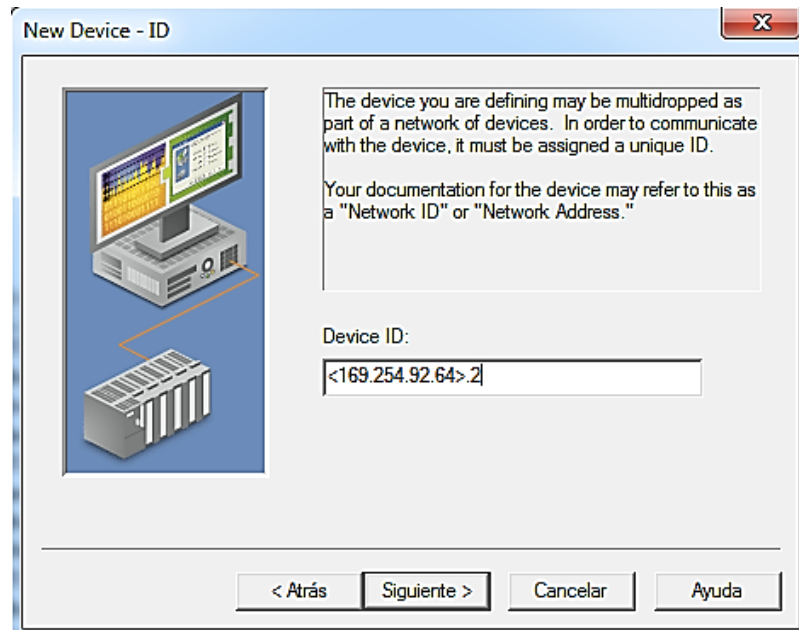 New Device - ID
The device you are defining may be multidropped as
part of a network of devices. In order to communicate
with the device, it must be assigned a unique ID.
Your documentation for the device may refer to this as
a "Network ID" or "Network Address."
Device ID:
<169.254.92.64>.2
< Atrás
Siguiente >
Cancelar
Ayuda